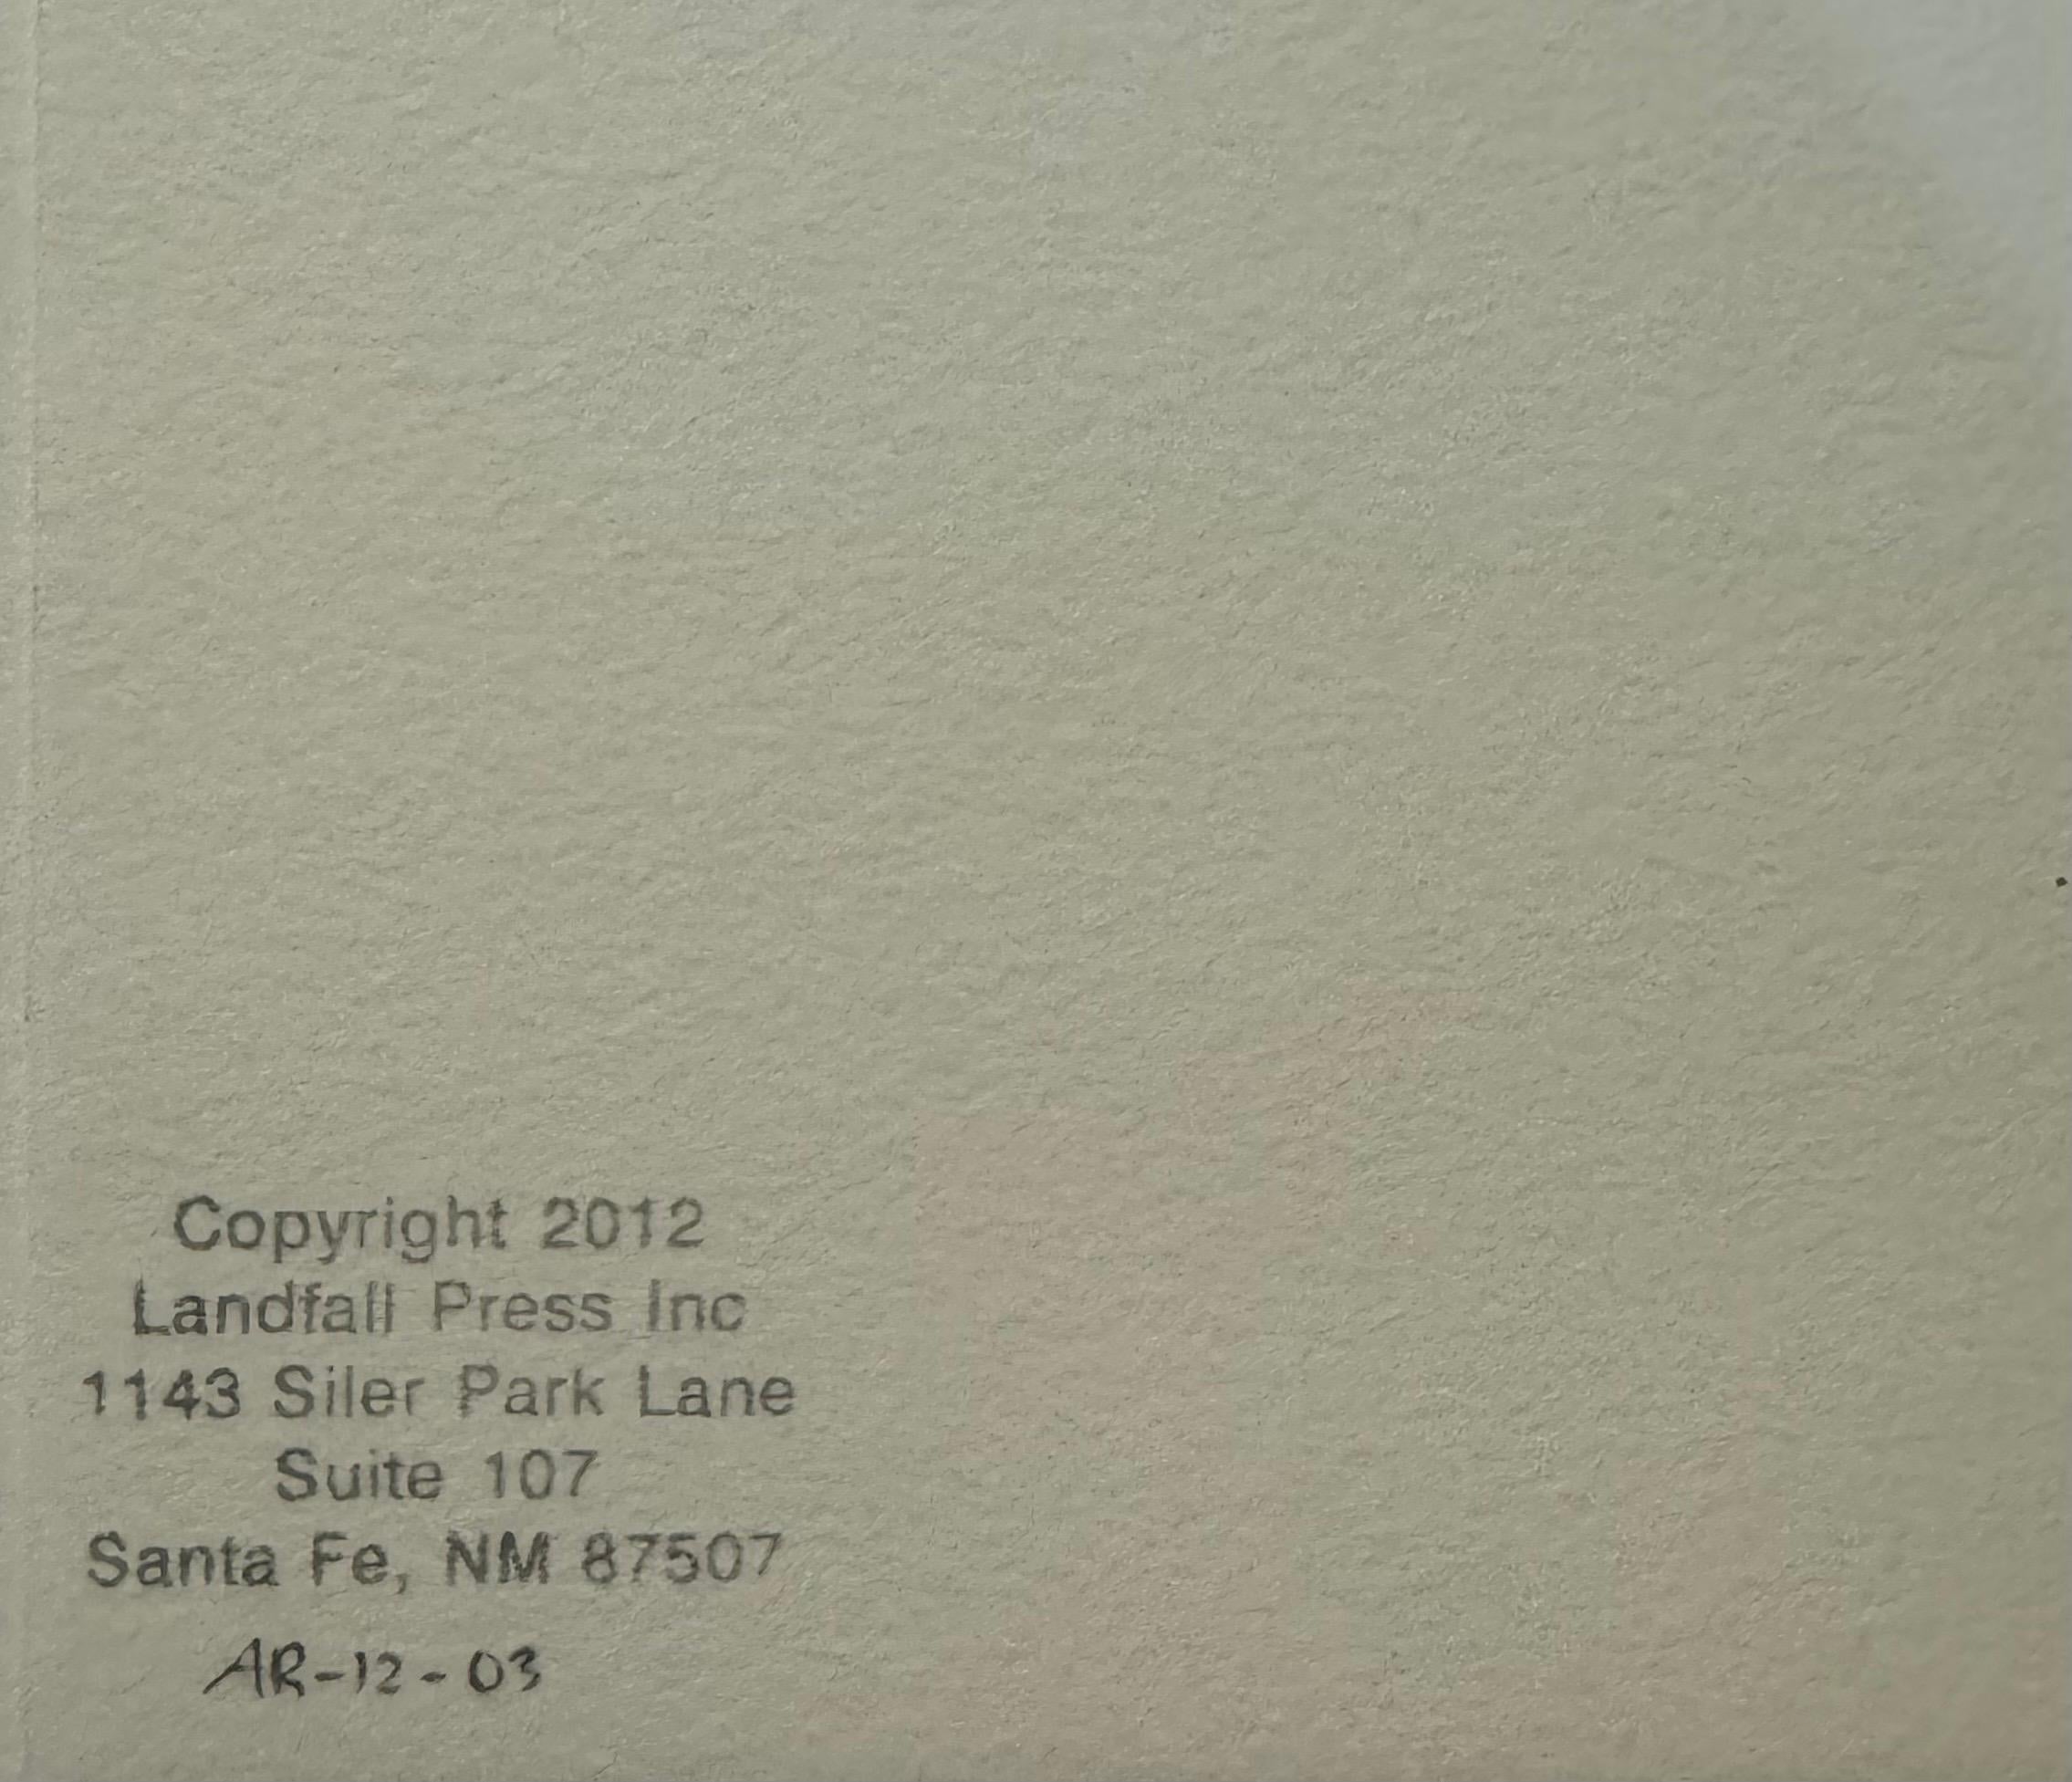 Copyright 2012
Landfall Press Inc
1143 Siler Park Lane
Suite 107
Santa Fe, NM 87507
AR-12-03